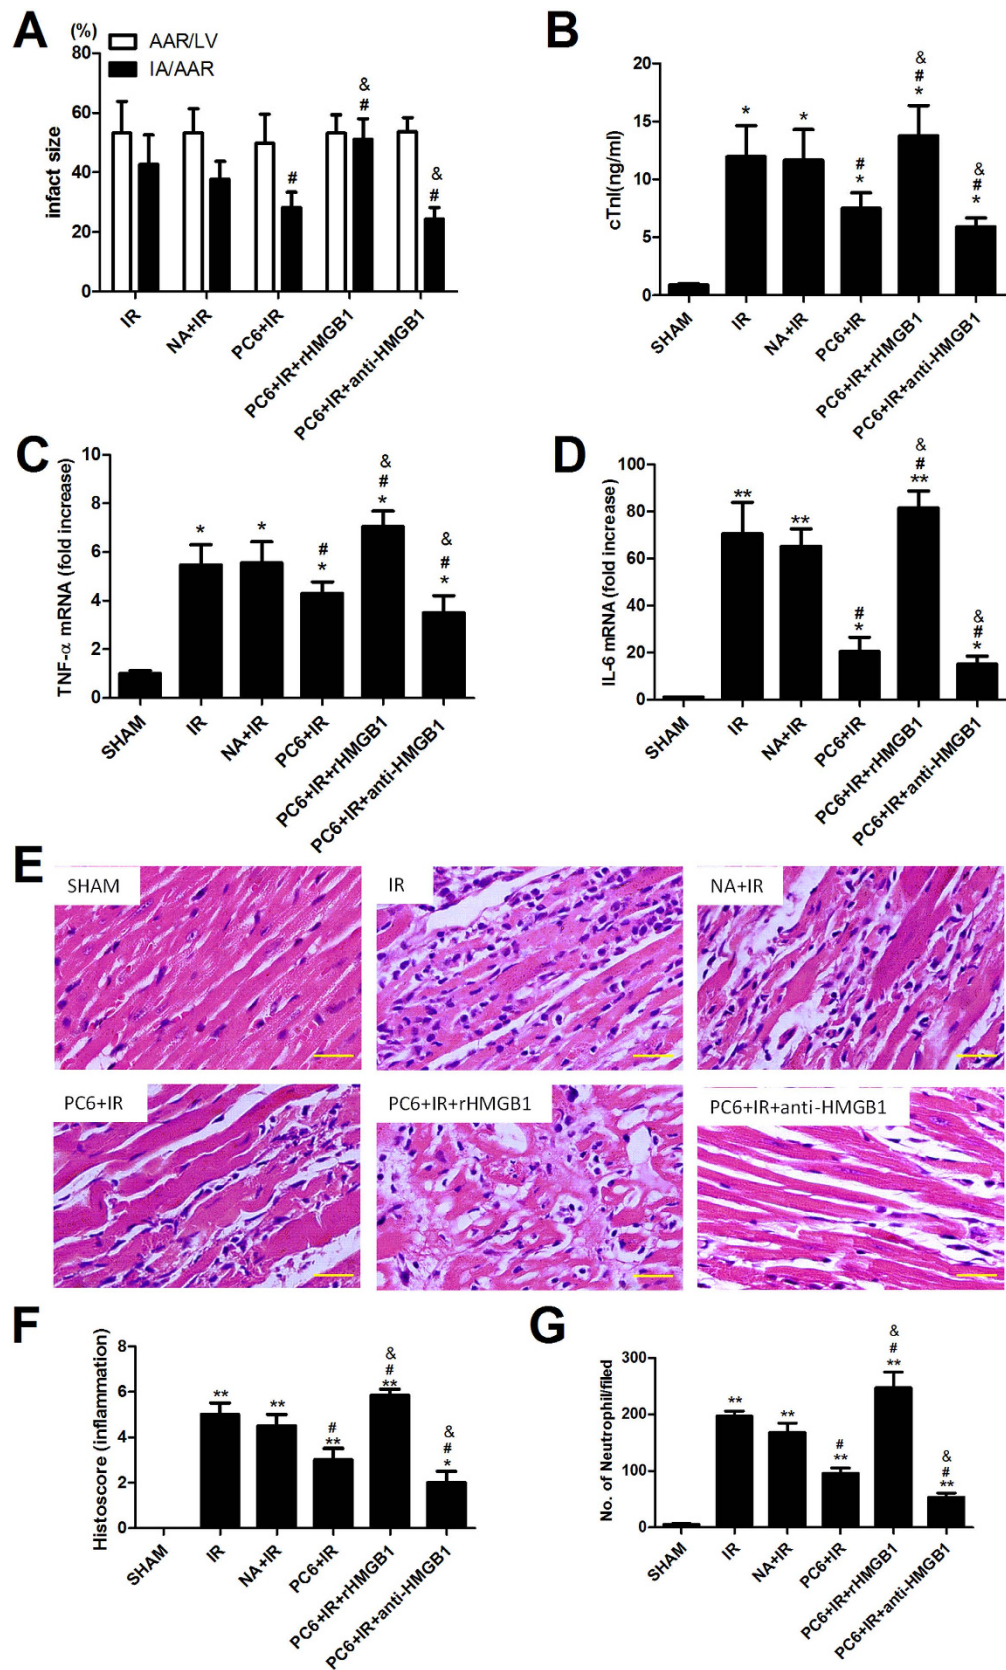 A
(%)
AAR/LV
IA/AAR
infact size
80
60
40
20
0
#
& #
& #
IR
NA+IR
PC6+IR
PC6+IR+rHMGB1
PC6+IR+anti-HMGB1
B
cTnI(ng/ml)
20
15
10
5
0
*
*
# *
& # *
& # *
SHAM
IR
NA+IR
PC6+IR
PC6+IR+rHMGB1
PC6+IR+anti-HMGB1
C
TNF-α mRNA (fold increase)
10
8
6
4
2
0
*
*
# *
& # *
& # *
SHAM
IR
NA+IR
PC6+IR
PC6+IR+rHMGB1
PC6+IR+anti-HMGB1
D
IL-6 mRNA (fold increase)
100
80
60
40
20
0
**
**
# *
& # **
& # *
SHAM
IR
NA+IR
PC6+IR
PC6+IR+rHMGB1
PC6+IR+anti-HMGB1
E
SHAM
IR
NA+IR
PC6+IR
PC6+IR+rHMGB1
PC6+IR+anti-HMGB1
F
Histoscore (inflammation)
8
6
4
2
0
**
**
# **
& # **
& # *
SHAM
IR
NA+IR
PC6+IR
PC6+IR+rHMGB1
PC6+IR+anti-HMGB1
G
No. of Neutrophil/filed
300
200
100
0
**
**
# **
& # **
& # **
SHAM
IR
NA+IR
PC6+IR
PC6+IR+rHMGB1
PC6+IR+anti-HMGB1